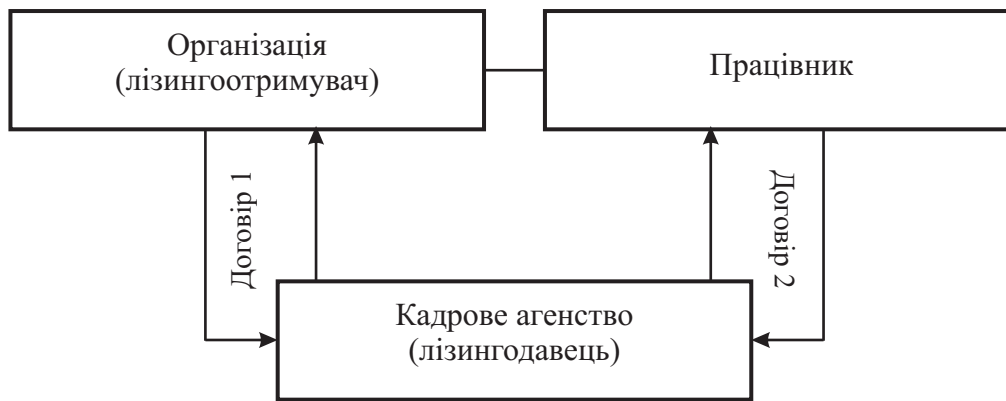 Організація
(лізингоотримувач)
Працівник
Договір 1
Договір 2
Кадрове агенство
(лізингодавець)